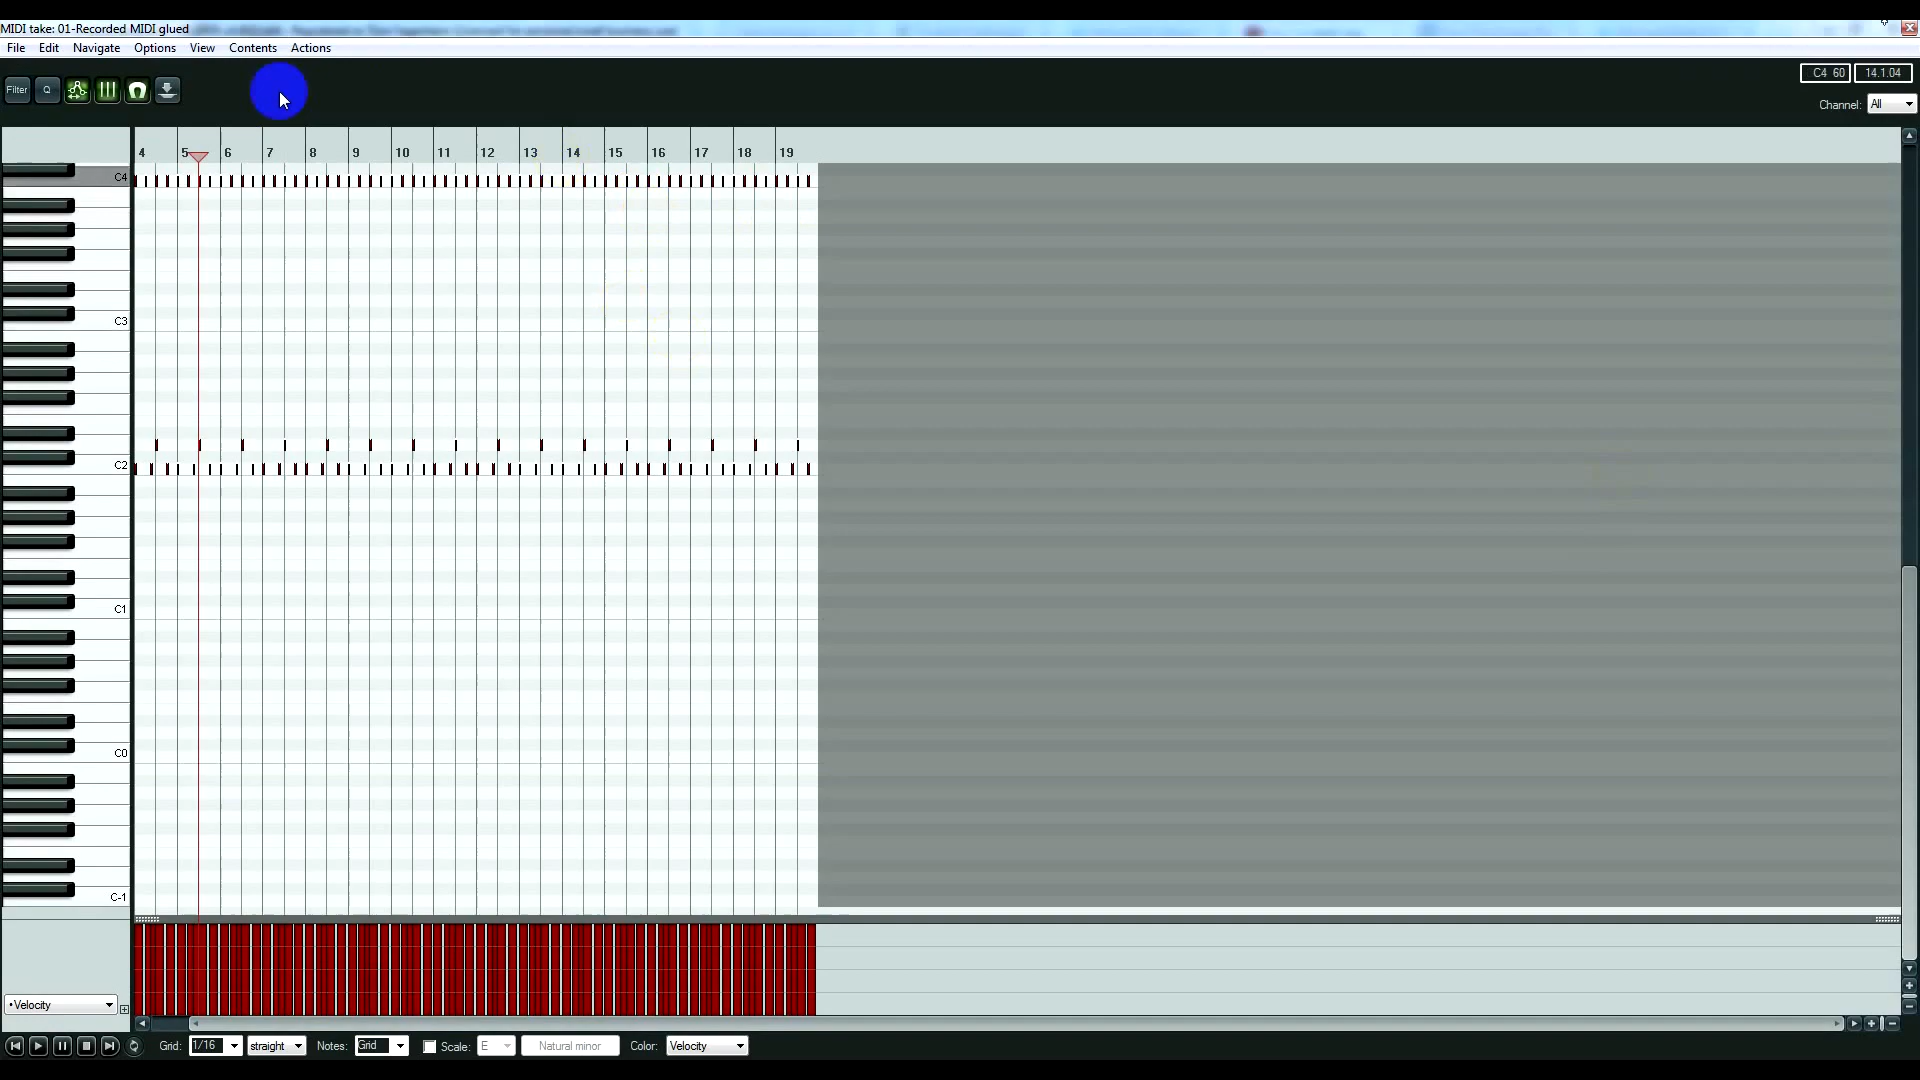 MIDI take: 01-Recorded MIDI glued
File Edit Navigate Options View Contents Actions
Filter Q
C4 60 14.1.04
Channel: All
4 5 6 7 8 9 10 11 12 13 14 15 16 17 18 19
C4
C3
C2
C1
C0
C-1
•Velocity
Grid: 1/16 straight Notes: Grid Scale: E Natural minor Color: Velocity